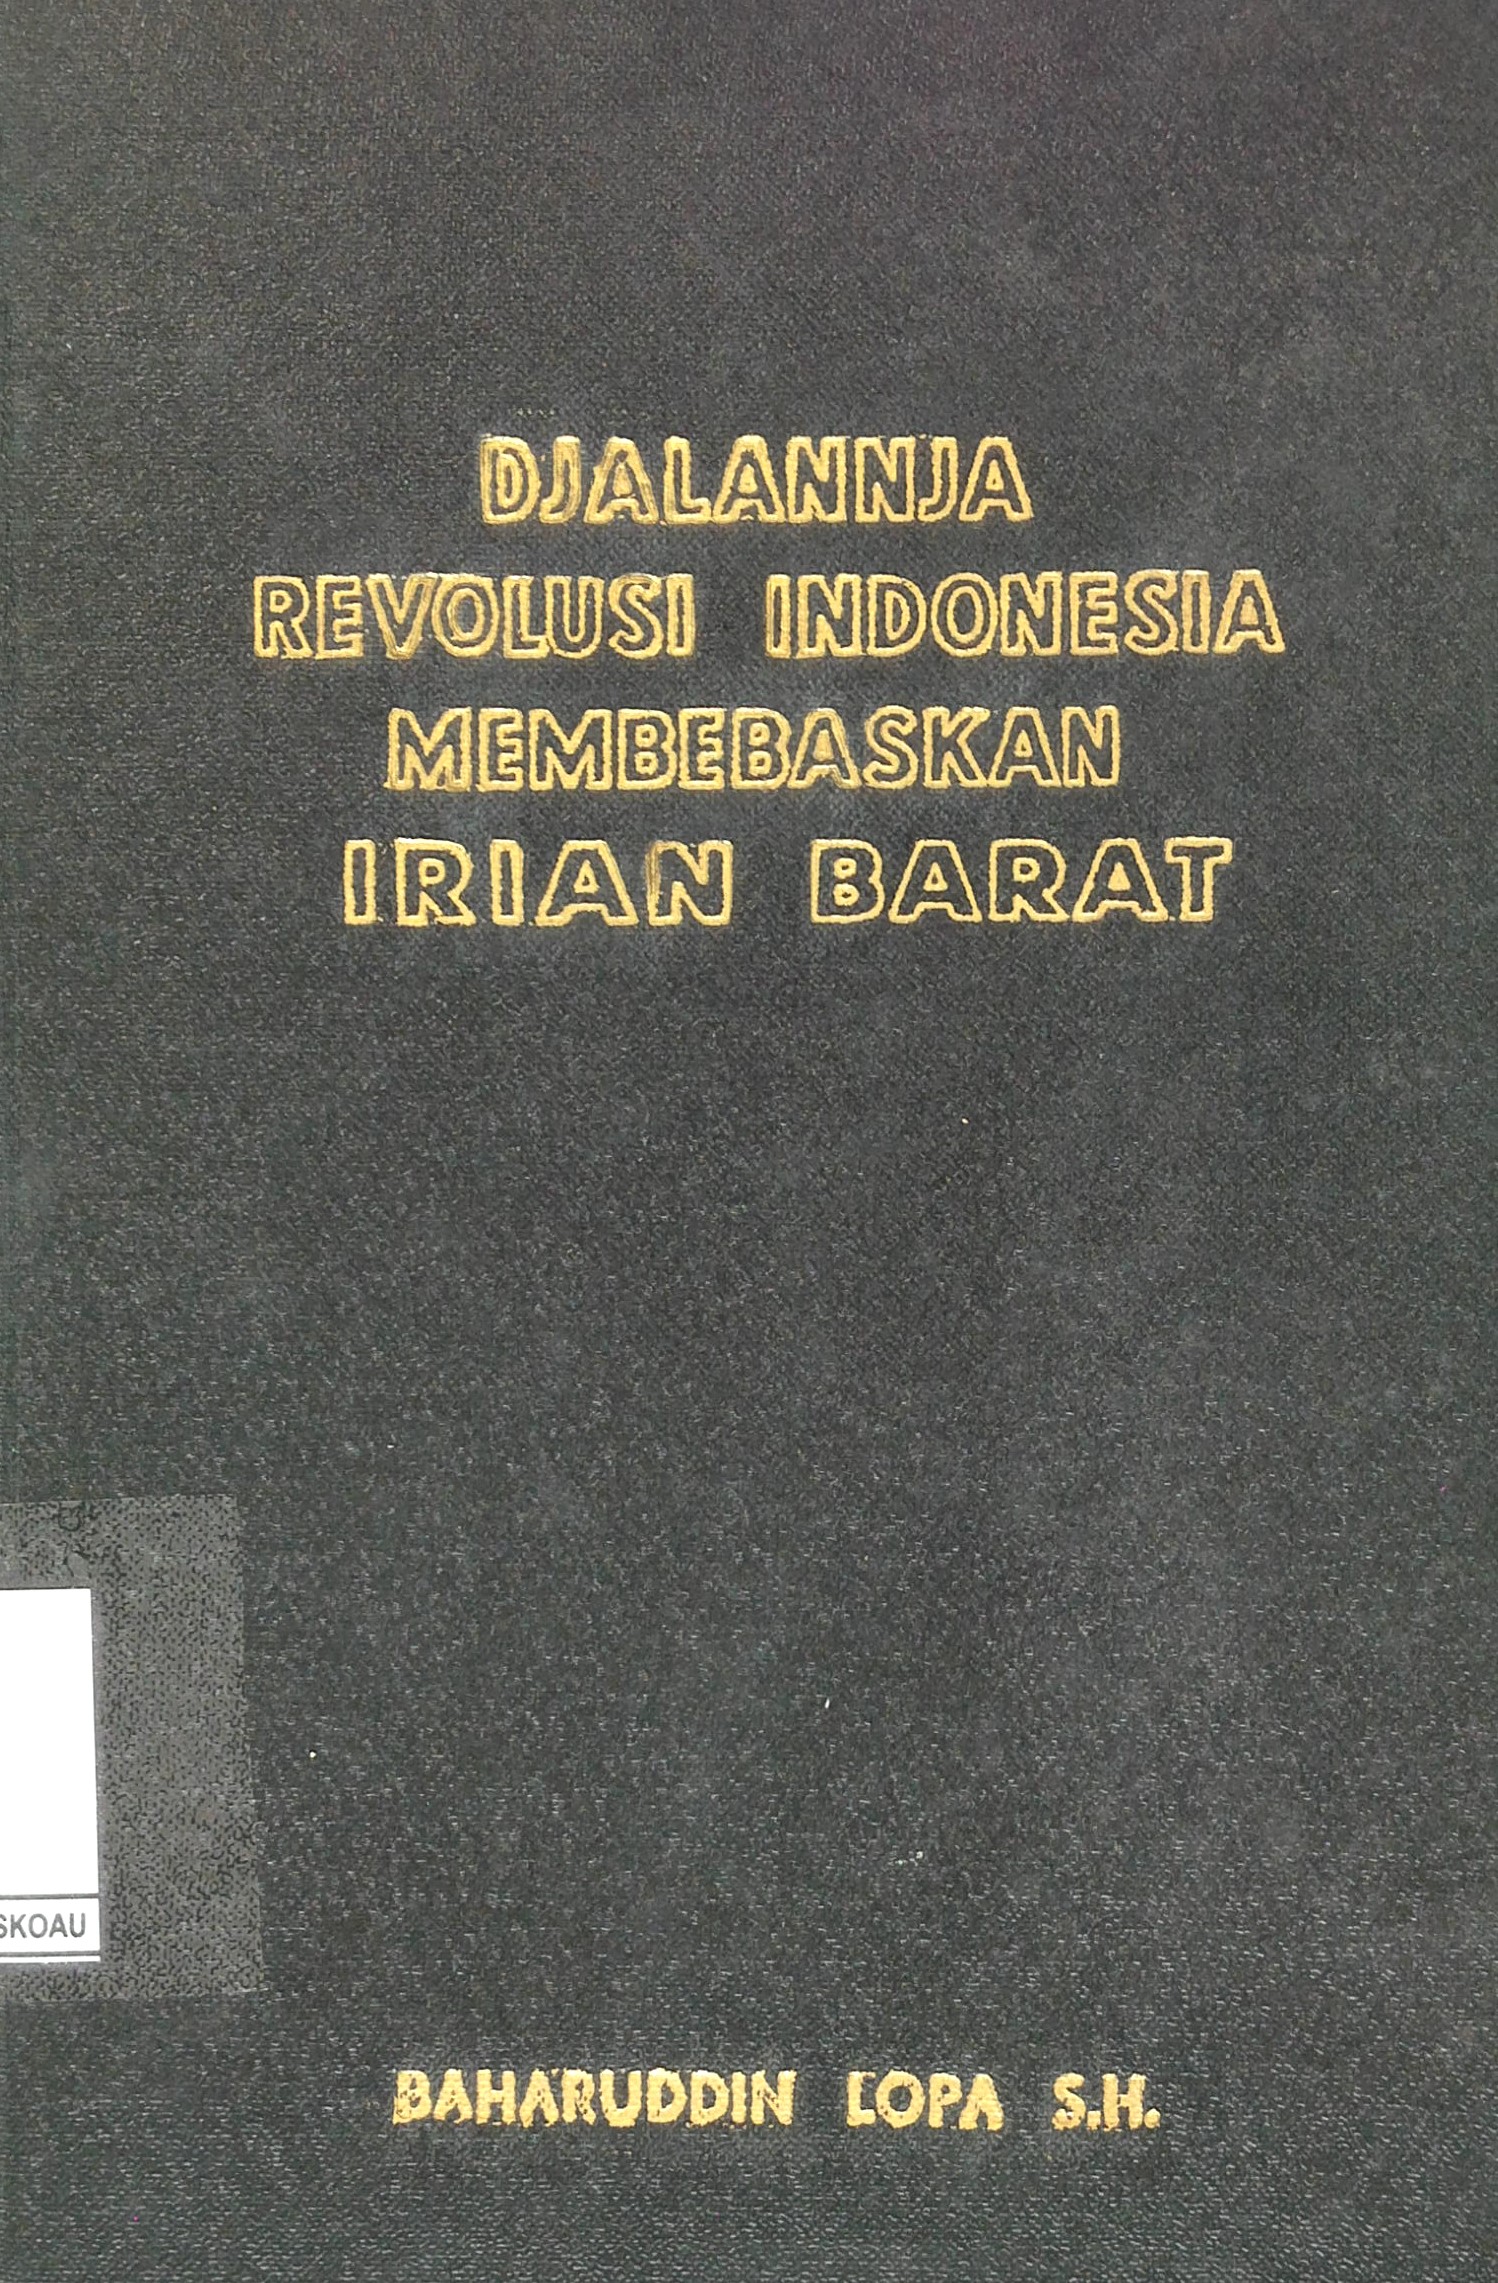 DJALANNJA
REVOLUSI INDONESIA
MEMBEBASKAN
IRIAN BARAT
SKOAU
BAHARUDDIN LOPA S.H.